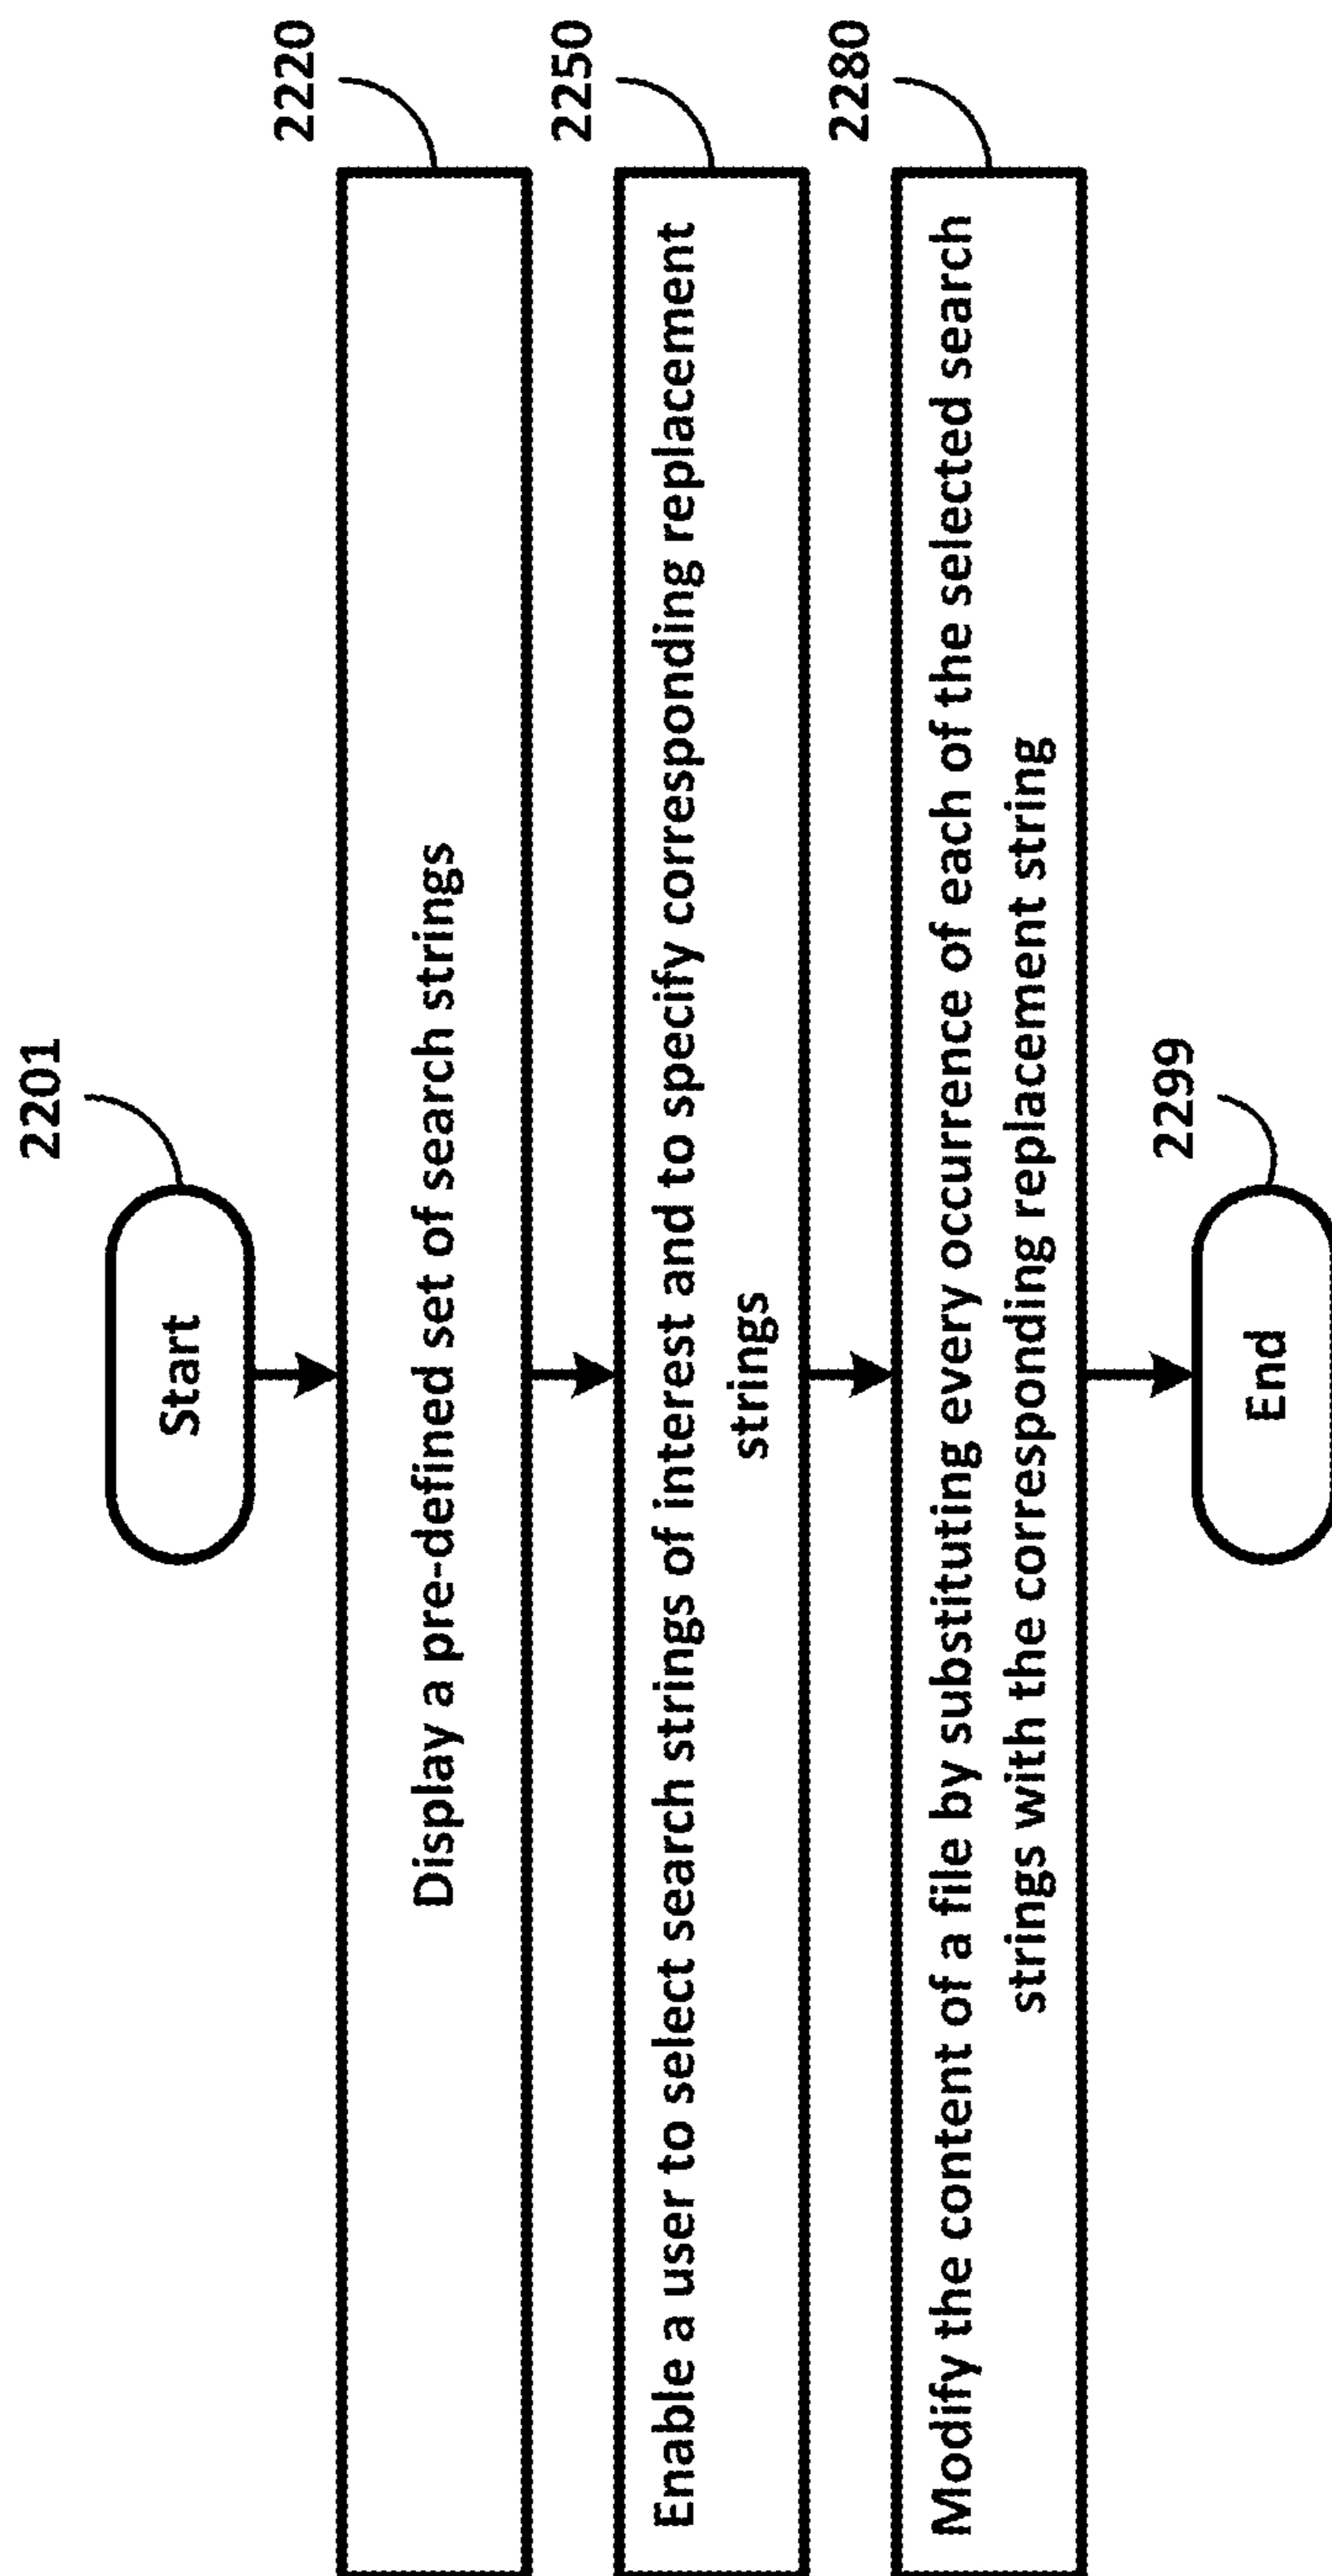 2201
Start
2220
Display a pre-defined set of search strings
2250
Enable a user to select search strings of interest and to specify corresponding replacement
strings
2280
Modify the content of a file by substituting every occurrence of each of the selected search
strings with the corresponding replacement string
2299
End